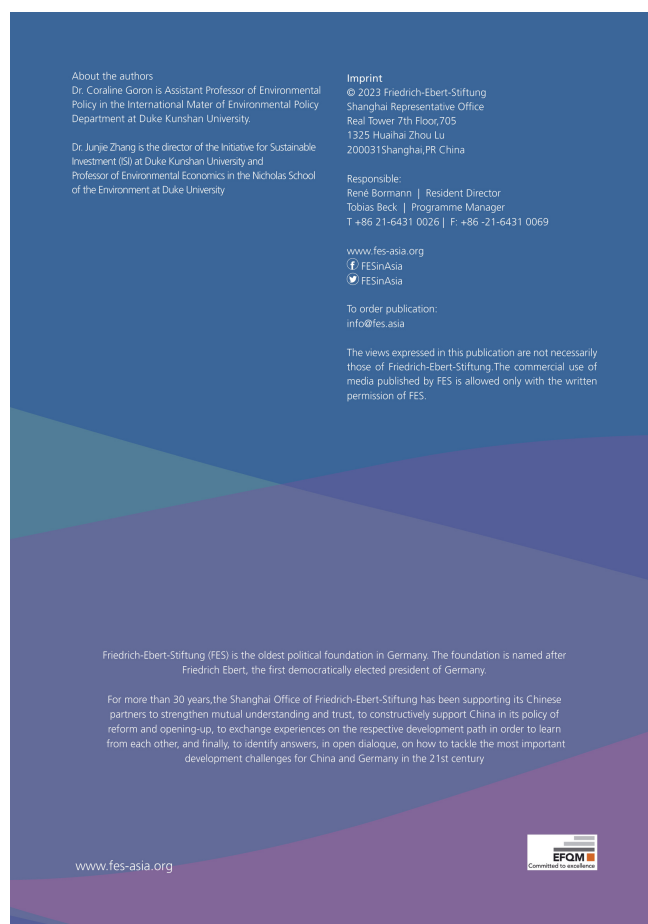 About the authors
Dr. Coraline Goron is Assistant Professor of Environmental
Policy in the International Mater of Environmental Policy
Department at Duke Kunshan University.
Dr. Junjie Zhang is the director of the Initiative for Sustainable
Investment (ISI) at Duke Kunshan University and
Professor of Environmental Economics in the Nicholas School
of the Environment at Duke University
Imprint
© 2023 Friedrich-Ebert-Stiftung
Shanghai Representative Office
Real Tower 7th Floor,705
1325 Huaihai Zhou Lu
200031Shanghai,PR China
Responsible:
René Bormann | Resident Director
Tobias Beck | Programme Manager
T +86 21-6431 0026 | F: +86 -21-6431 0069
www.fes-asia.org
FESinAsia
FESinAsia
To order publication:
info@fes.asia
The views expressed in this publication are not necessarily
those of Friedrich-Ebert-Stiftung.The commercial use of
media published by FES is allowed only with the written
permission of FES.
Friedrich-Ebert-Stiftung (FES) is the oldest political foundation in Germany. The foundation is named after
Friedrich Ebert, the first democratically elected president of Germany.
For more than 30 years,the Shanghai Office of Friedrich-Ebert-Stiftung has been supporting its Chinese
partners to strengthen mutual understanding and trust, to constructively support China in its policy of
reform and opening-up, to exchange experiences on the respective development path in order to learn
from each other, and finally, to identify answers, in open dialogue, on how to tackle the most important
development challenges for China and Germany in the 21st century
www.fes-asia.org
EFQM
Committed to excellence